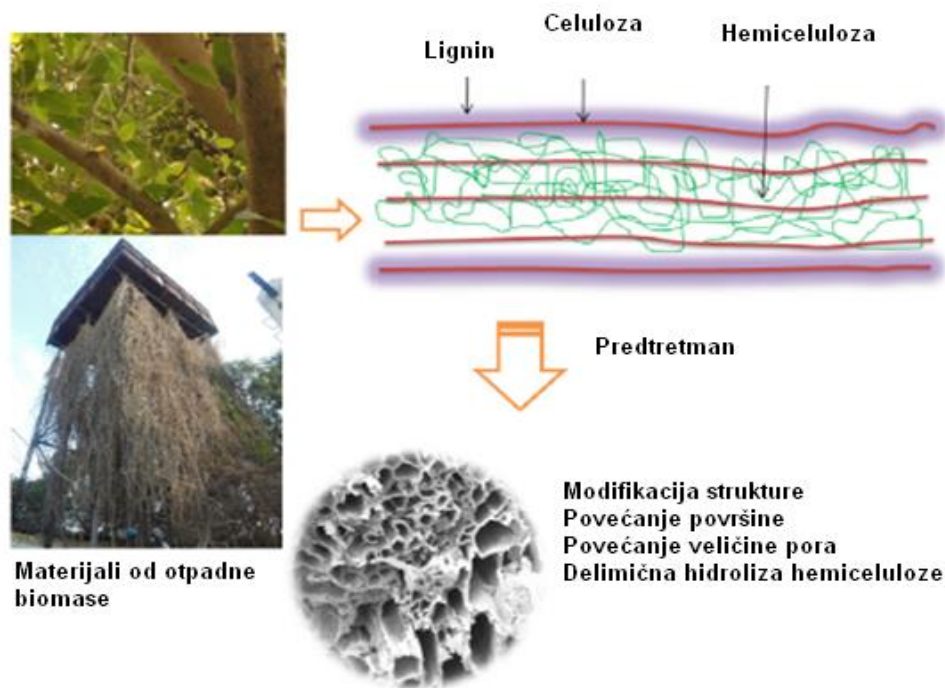 Lignin
Celuloza
Hemiceluloza
Predtretman
Materijali od otpadne
biomase
Modifikacija strukture
Povećanje površine
Povećanje veličine pora
Delimična hidroliza hemiceluloze